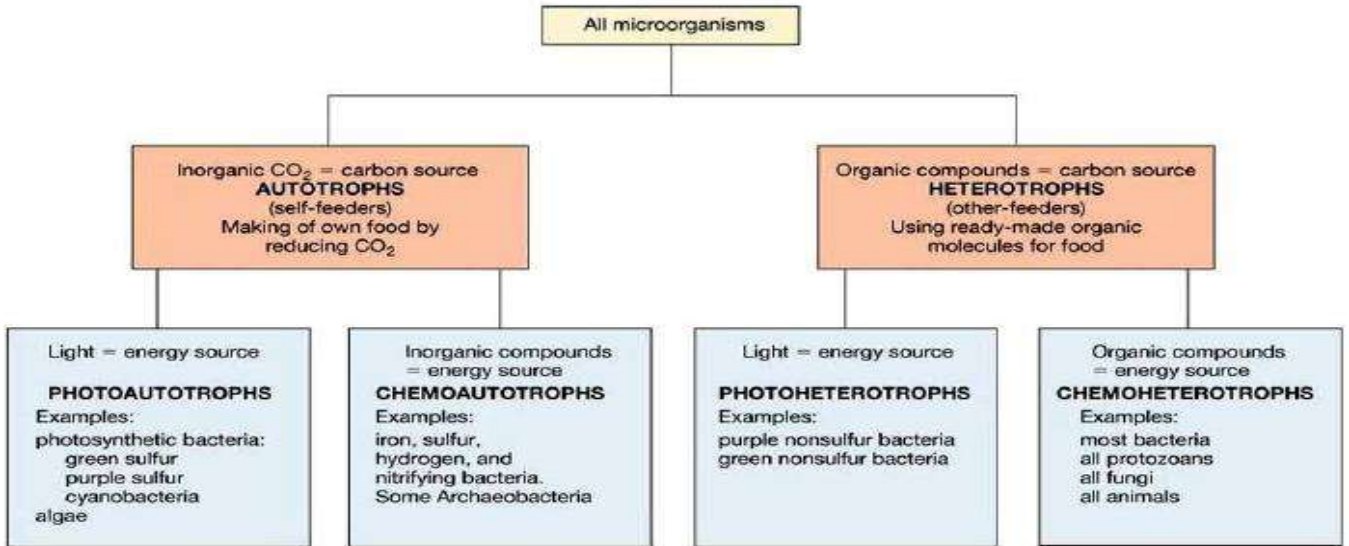 All microorganisms
Inorganic CO₂ = carbon source
AUTOTROPHS
(self-feeders)
Making of own food by
reducing CO₂
Organic compounds = carbon source
HETEROTROPHS
(other-feeders)
Using ready-made organic
molecules for food
Light = energy source
PHOTOAUTOTROPHS
Examples:
photosynthetic bacteria:
green sulfur
purple sulfur
cyanobacteria
algae
Inorganic compounds
= energy source
CHEMOAUTOTROPHS
Examples:
iron, sulfur,
hydrogen, and
nitrifying bacteria.
Some Archaeobacteria
Light = energy source
PHOTOHETEROTROPHS
Examples:
purple nonsulfur bacteria
green nonsulfur bacteria
Organic compounds
= energy source
CHEMOHETEROTROPHS
Examples:
most bacteria
all protozoans
all fungi
all animals